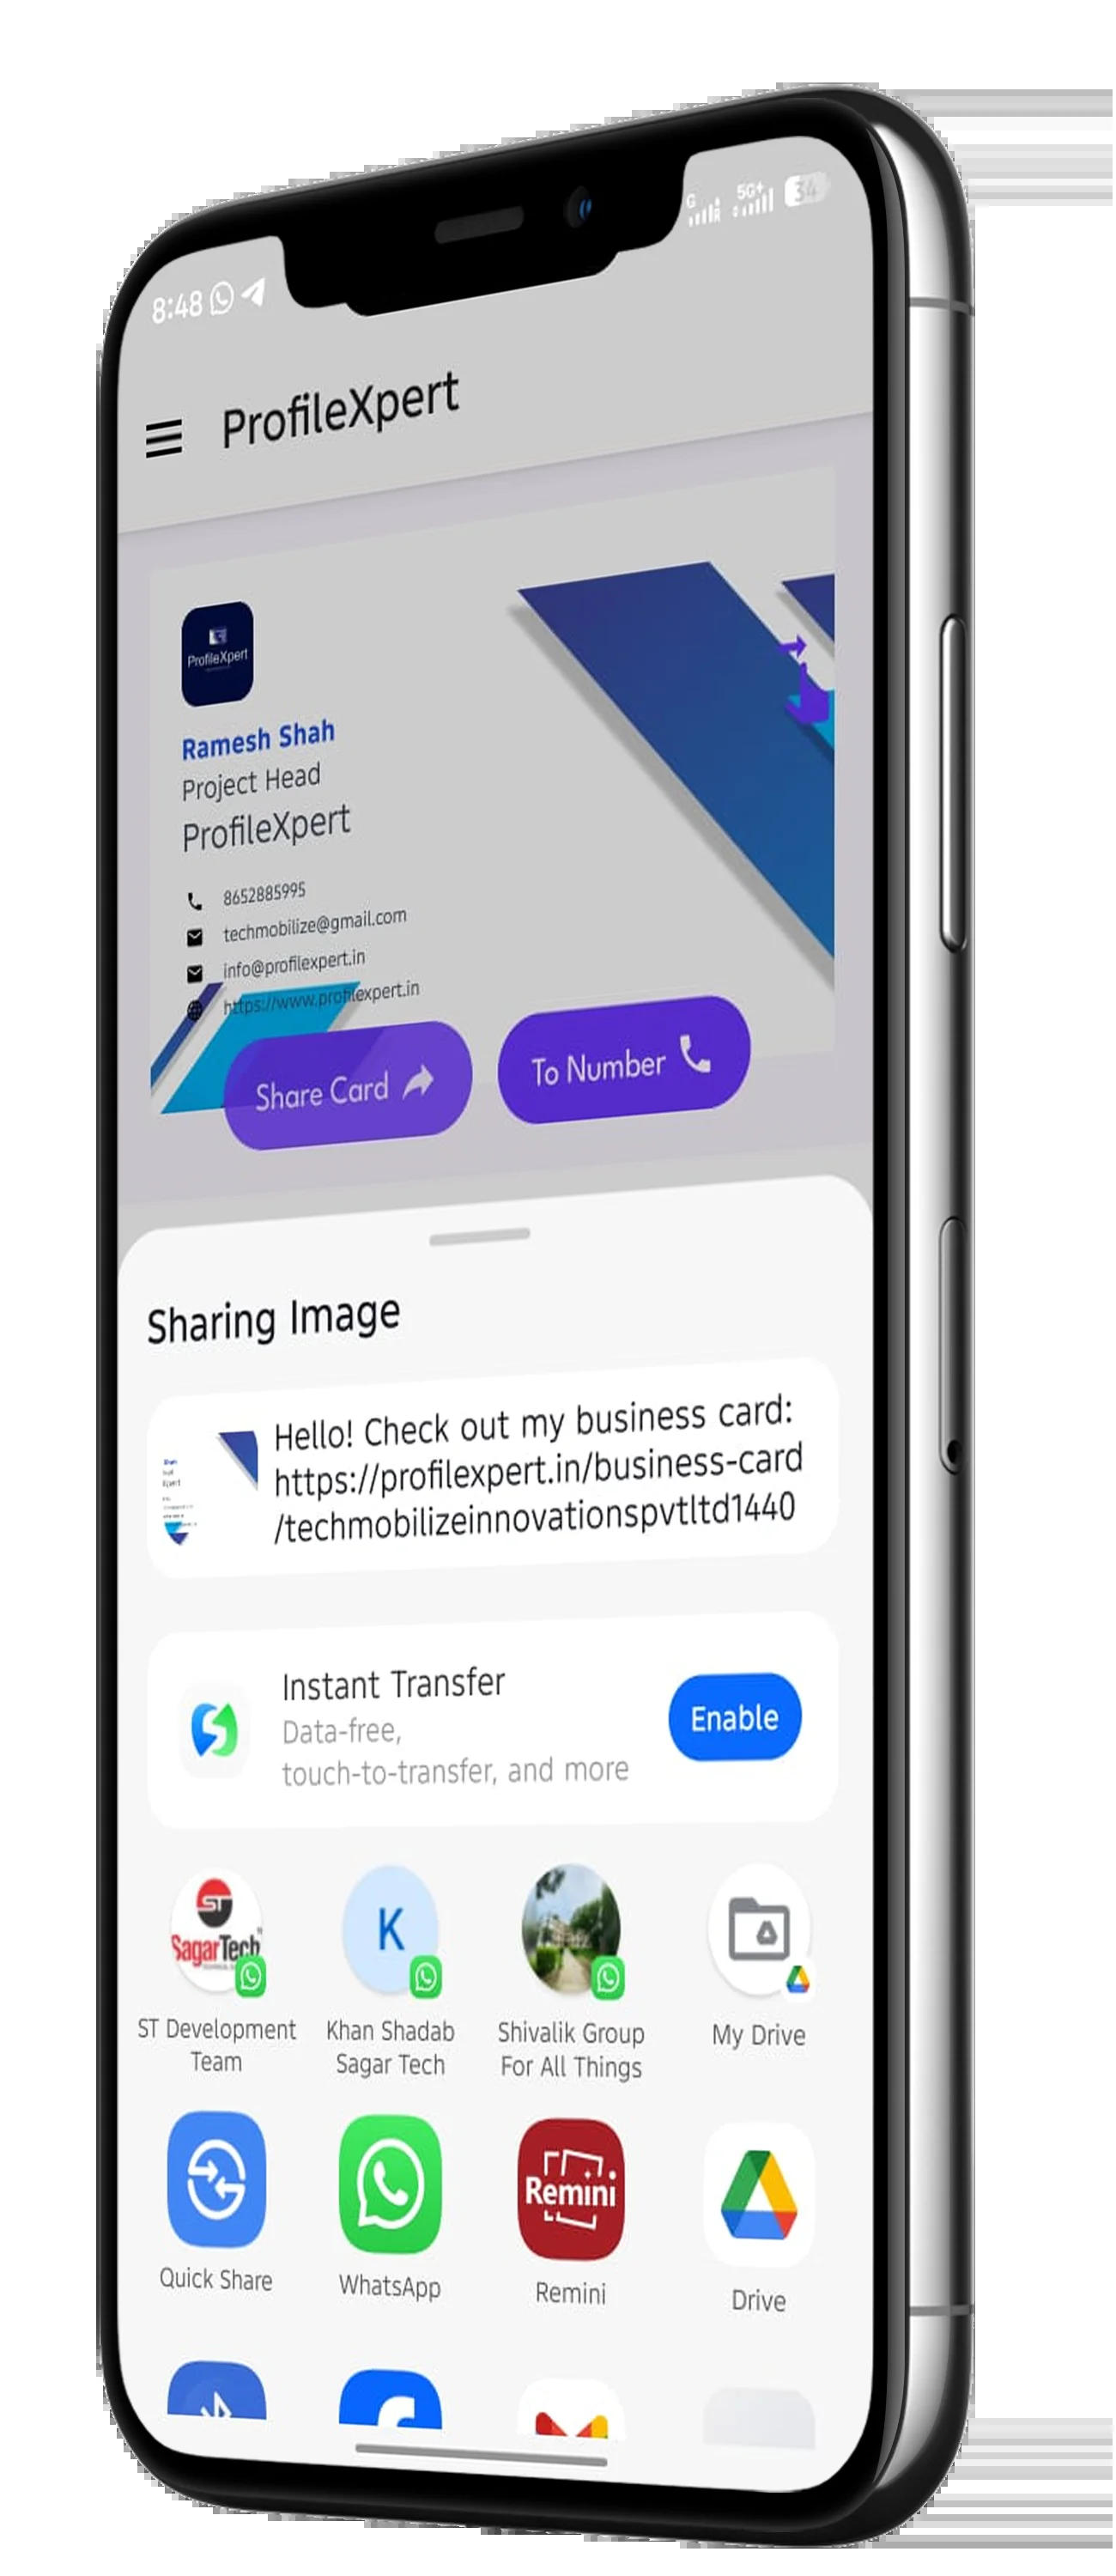 8:48
G
5G+
34
ProfileXpert
ProfileXpert
Ramesh Shah
Project Head
ProfileXpert
8652885995
techmobilize@gmail.com
info@profilexpert.in
https://www.profilexpert.in
Share Card
To Number
Sharing Image
Hello! Check out my business card:
https://profilexpert.in/business-card
/techmobilizeinnovationspvtltd1440
Instant Transfer
Data-free,
touch-to-transfer, and more
Enable
ST
SagarTech
K
ST Development
Team
Khan Shadab
Sagar Tech
Shivalik Group
For All Things
My Drive
Remini
Quick Share
WhatsApp
Remini
Drive